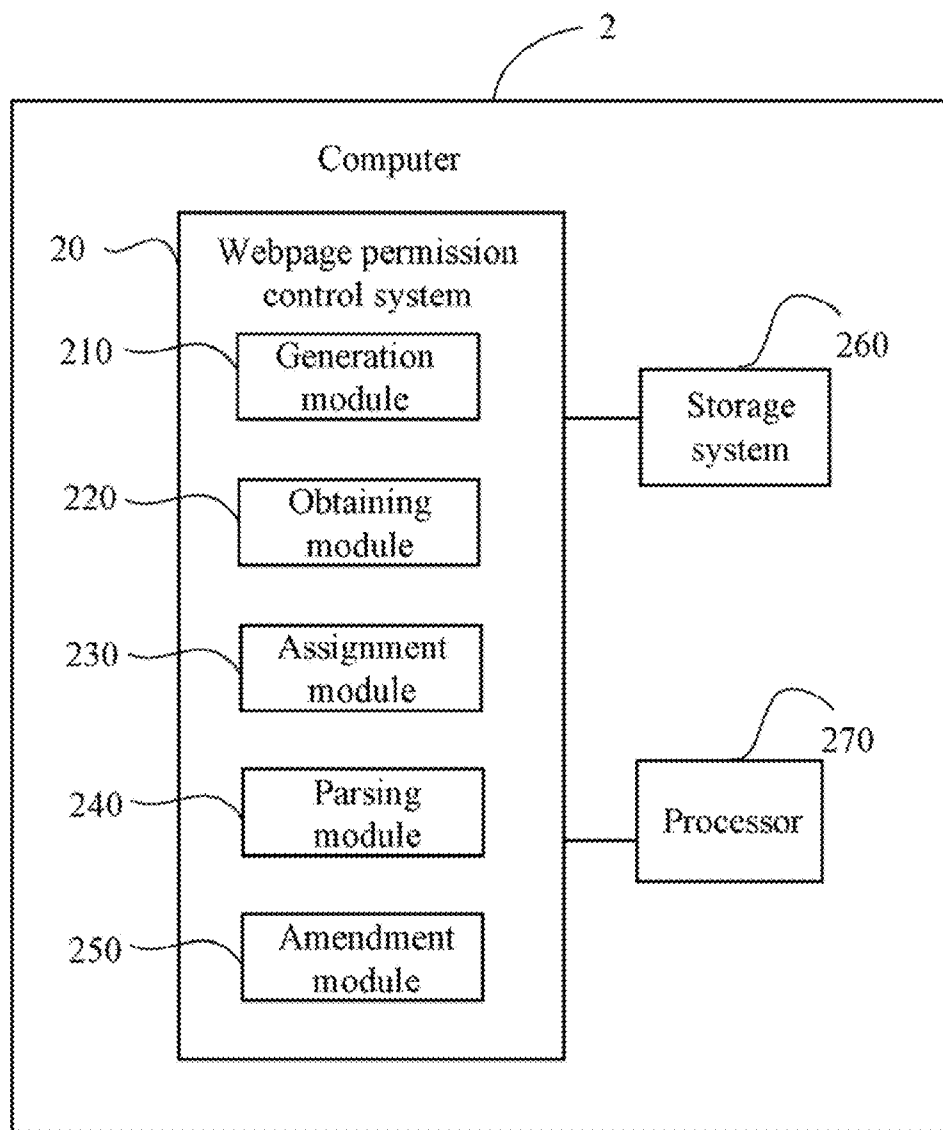 2
Computer
20
Webpage permission
control system
210
Generation
module
260
Storage
system
220
Obtaining
module
230
Assignment
module
270
Processor
240
Parsing
module
250
Amendment
module